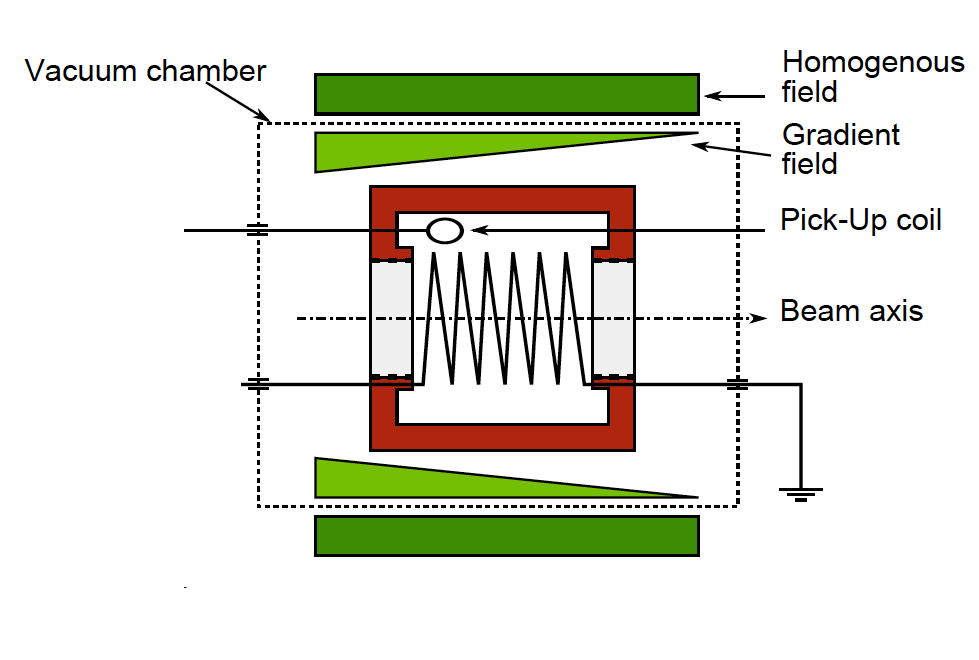 Vacuum chamber
Homogenous
field
Gradient
field
Pick-Up coil
Beam axis